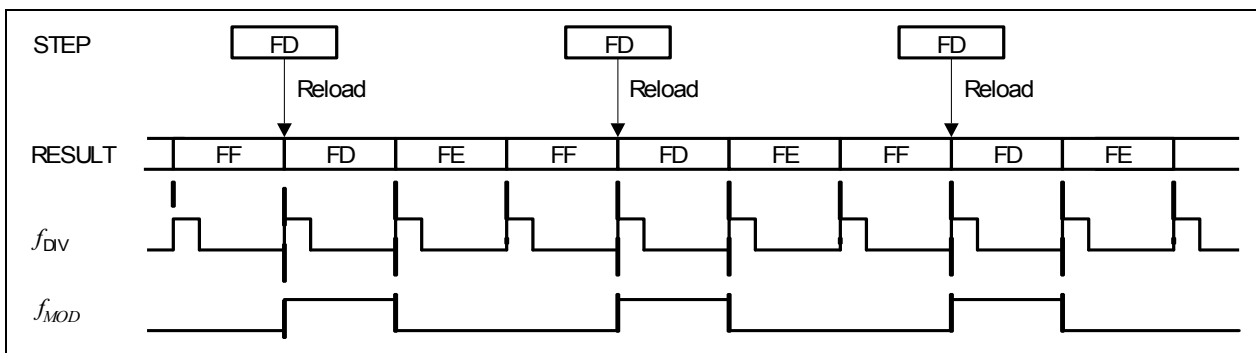 STEP FD FD FD
Reload Reload Reload
RESULT FF FD FE FF FD FE FF FD FE
fDIV
fMOD